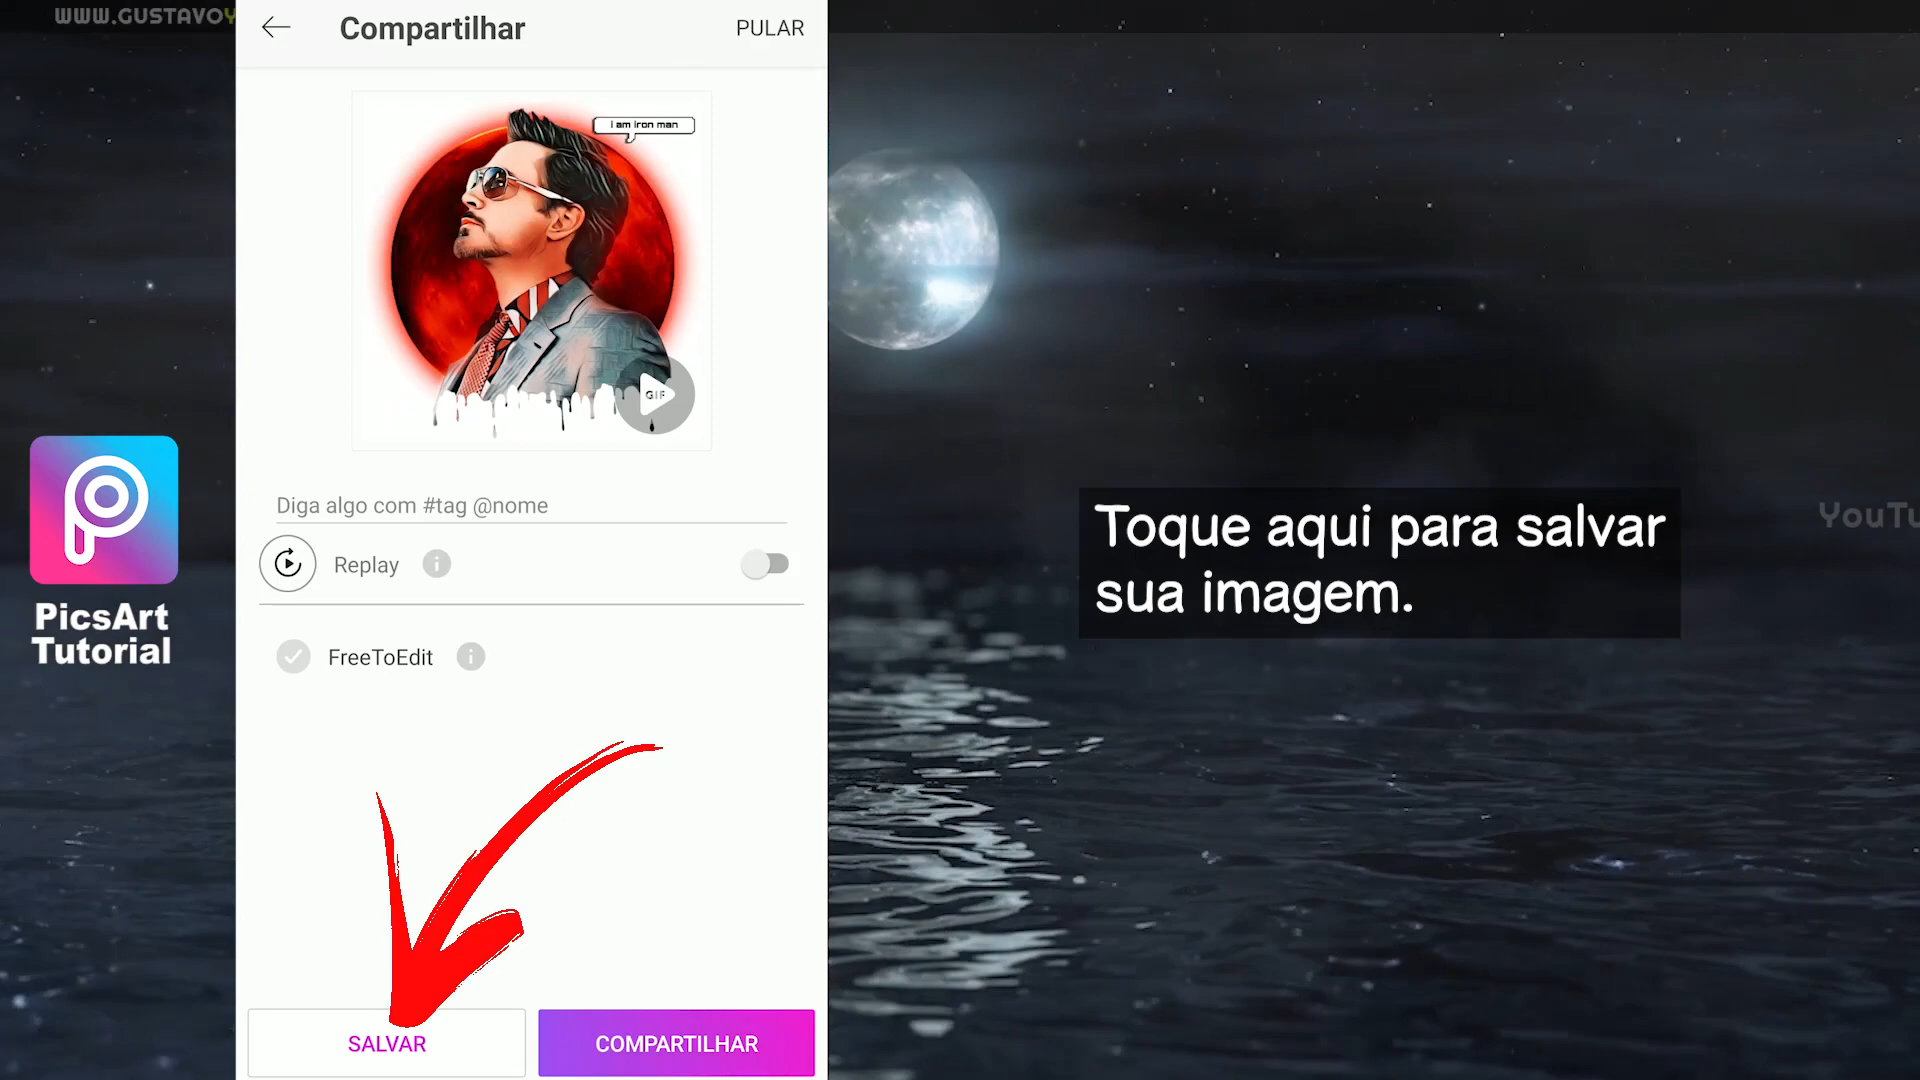 WWW.GUSTAVOY
Compartilhar
PULAR
i am iron man
GIF
Diga algo com #tag @nome
Replay
FreeToEdit
PicsArt
Tutorial
Toque aqui para salvar
sua imagem.
YouTu
SALVAR
COMPARTILHAR